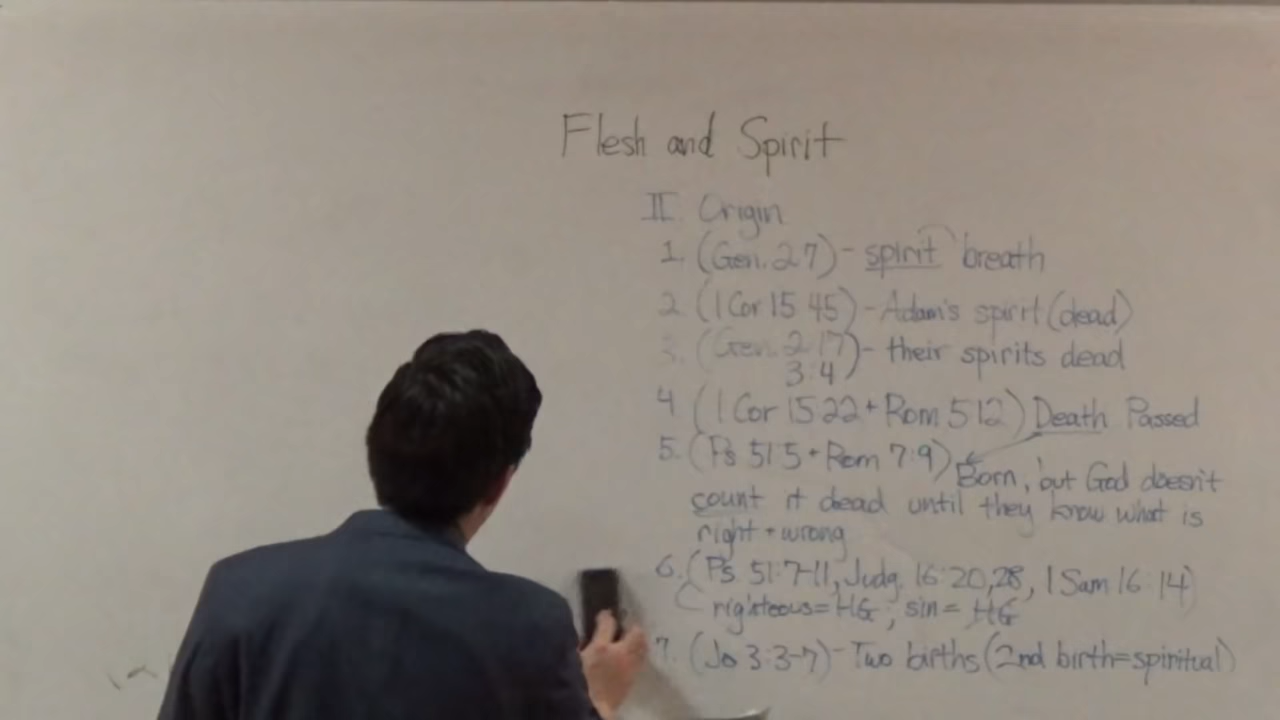 Flesh and Spirit
II. Origin
1. (Gen. 2:7) - spirit breath
2. (1 Cor 15:45) - Adam's spirit (dead)
3. (Gen. 2:17) - their spirits dead
3:4
4 (1 Cor 15:22 + Rom 5:12) Death Passed
5. (Ps 51:5 + Rom 7:9) Born, but God doesn't
count it dead until they know what is
right + wrong
6. (Ps 51:7-11, Judg. 16:20,28, 1 Sam 16:14)
righteous = HG ; sin = HG
7. (Jo 3:3-7) - Two births (2nd birth=spiritual)